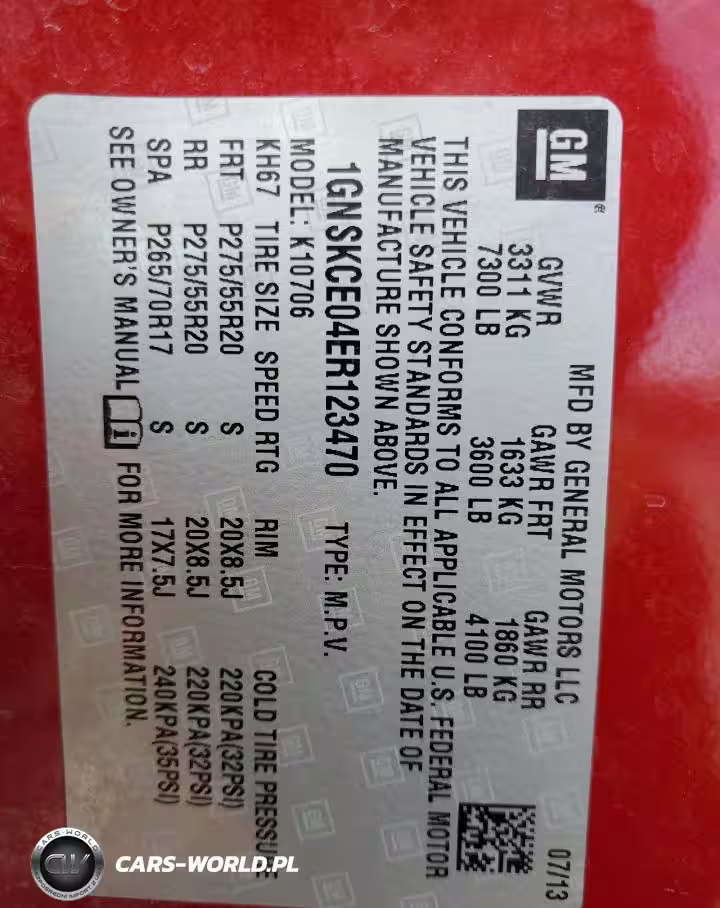 GM ®
MFD BY GENERAL MOTORS LLC 07/13
GVWR GAWR FRT GAWR RR
3311 KG 1633 KG 1860 KG
7300 LB 3600 LB 4100 LB
THIS VEHICLE CONFORMS TO ALL APPLICABLE U.S. FEDERAL MOTOR
VEHICLE SAFETY STANDARDS IN EFFECT ON THE DATE OF
MANUFACTURE SHOWN ABOVE.
1GNSKCE04ER123470 TYPE: M.P.V.
MODEL: K10706
KH67 TIRE SIZE SPEED RTG RIM COLD TIRE PRESSURE
FRT P275/55R20 S 20X8.5J 220KPA(32PSI)
RR P275/55R20 S 20X8.5J 220KPA(32PSI)
SPA P265/70R17 S 17X7.5J 240KPA(35PSI)
SEE OWNER'S MANUAL i FOR MORE INFORMATION.
CARS-WORLD
CW
CARS-WORLD.PL